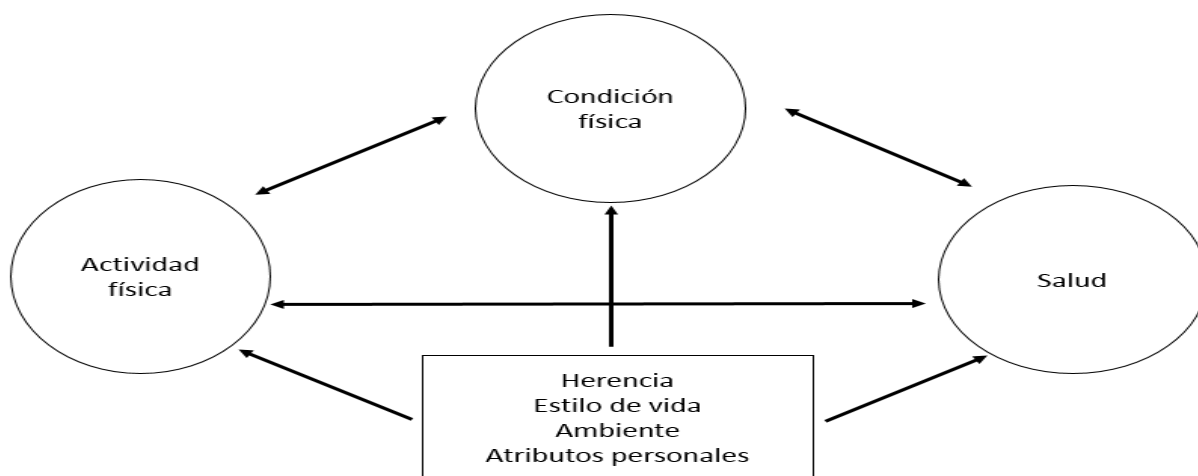 Condición
física
Actividad
física
Salud
Herencia
Estilo de vida
Ambiente
Atributos personales